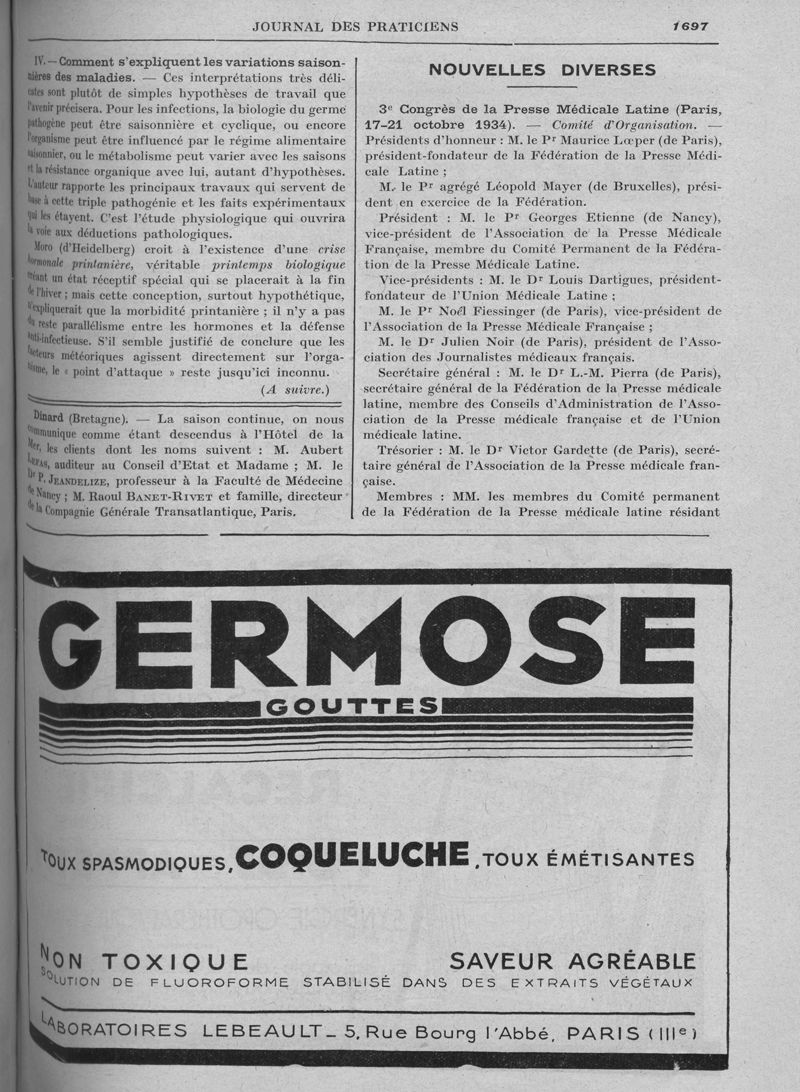 JOURNAL DES PRATICIENS 1697
IV. — Comment s'expliquent les variations saison-
nières des maladies. — Ces interprétations très déli-
cates sont plutôt de simples hypothèses de travail que
l'avenir précisera. Pour les infections, la biologie du germe
pathogène peut être saisonnière et cyclique, ou encore
l'organisme peut être influencé par le régime alimentaire
saisonnier, ou le métabolisme peut varier avec les saisons
et la résistance organique avec lui, autant d'hypothèses.
L'auteur rapporte les principaux travaux qui servent de
base à cette triple pathogénie et les faits expérimentaux
qui les étayent. C'est l'étude physiologique qui ouvrira
la voie aux déductions pathologiques.
Moro (d'Heidelberg) croit à l'existence d'une crise
hormonale printanière, véritable printemps biologique
créant un état réceptif spécial qui se placerait à la fin
de l'hiver ; mais cette conception, surtout hypothétique,
n'expliquerait que la morbidité printanière ; il n'y a pas
du reste parallélisme entre les hormones et la défense
anti-infectieuse. S'il semble justifié de conclure que les
facteurs météoriques agissent directement sur l'orga-
nisme, le « point d'attaque » reste jusqu'ici inconnu.
(A suivre.)
Dinard (Bretagne). — La saison continue, on nous
communique comme étant descendus à l'Hôtel de la
Mer, les clients dont les noms suivent : M. Aubert
LEFAS, auditeur au Conseil d'Etat et Madame ; M. le
Dr P. JEANDELIZE, professeur à la Faculté de Médecine
de Nancy ; M. Raoul BANET-RIVET et famille, directeur
de la Compagnie Générale Transatlantique, Paris.
NOUVELLES DIVERSES
3e Congrès de la Presse Médicale Latine (Paris,
17-21 octobre 1934). — Comité d'Organisation. —
Présidents d'honneur : M. le Pr Maurice Lœper (de Paris),
président-fondateur de la Fédération de la Presse Médi-
cale Latine ;
M. le Pr agrégé Léopold Mayer (de Bruxelles), prési-
dent en exercice de la Fédération.
Président : M. le Pr Georges Etienne (de Nancy),
vice-président de l'Association de la Presse Médicale
Française, membre du Comité Permanent de la Fédéra-
tion de la Presse Médicale Latine.
Vice-présidents : M. le Dr Louis Dartigues, président-
fondateur de l'Union Médicale Latine ;
M. le Pr Noël Fiessinger (de Paris), vice-président de
l'Association de la Presse Médicale Française ;
M. le Dr Julien Noir (de Paris), président de l'Asso-
ciation des Journalistes médicaux français.
Secrétaire général : M. le Dr L.-M. Pierra (de Paris),
secrétaire général de la Fédération de la Presse médicale
latine, membre des Conseils d'Administration de l'Asso-
ciation de la Presse médicale française et de l'Union
médicale latine.
Trésorier : M. le Dr Victor Gardette (de Paris), secré-
taire général de l'Association de la Presse médicale fran-
çaise.
Membres : MM. les membres du Comité permanent
de la Fédération de la Presse médicale latine résidant
GERMOSE
GOUTTES
TOUX SPASMODIQUES, COQUELUCHE, TOUX ÉMÉTISANTES
NON TOXIQUE SAVEUR AGRÉABLE
SOLUTION DE FLUOROFORME STABILISÉ DANS DES EXTRAITS VÉGÉTAUX
LABORATOIRES LEBEAULT_ 5, Rue Bourg l'Abbé, PARIS (IIIe)